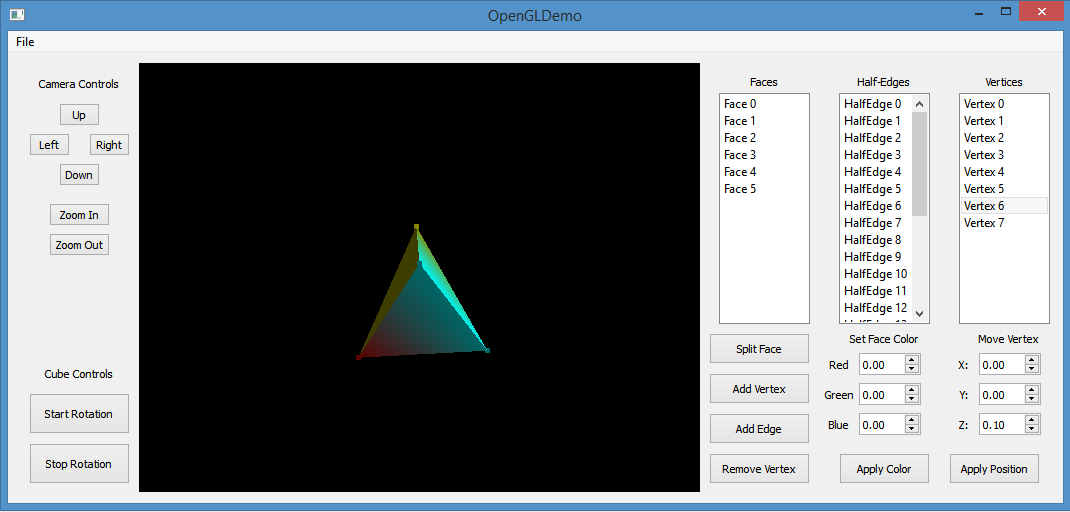 OpenGLDemo
File
Camera Controls
Up
Left Right
Down
Zoom In
Zoom Out
Cube Controls
Start Rotation
Stop Rotation
Faces
Face 0
Face 1
Face 2
Face 3
Face 4
Face 5
Half-Edges
HalfEdge 0
HalfEdge 1
HalfEdge 2
HalfEdge 3
HalfEdge 4
HalfEdge 5
HalfEdge 6
HalfEdge 7
HalfEdge 8
HalfEdge 9
HalfEdge 10
HalfEdge 11
HalfEdge 12
Vertices
Vertex 0
Vertex 1
Vertex 2
Vertex 3
Vertex 4
Vertex 5
Vertex 6
Vertex 7
Split Face
Add Vertex
Add Edge
Remove Vertex
Set Face Color
Red 0.00
Green 0.00
Blue 0.00
Apply Color
Move Vertex
X: 0.00
Y: 0.00
Z: 0.10
Apply Position